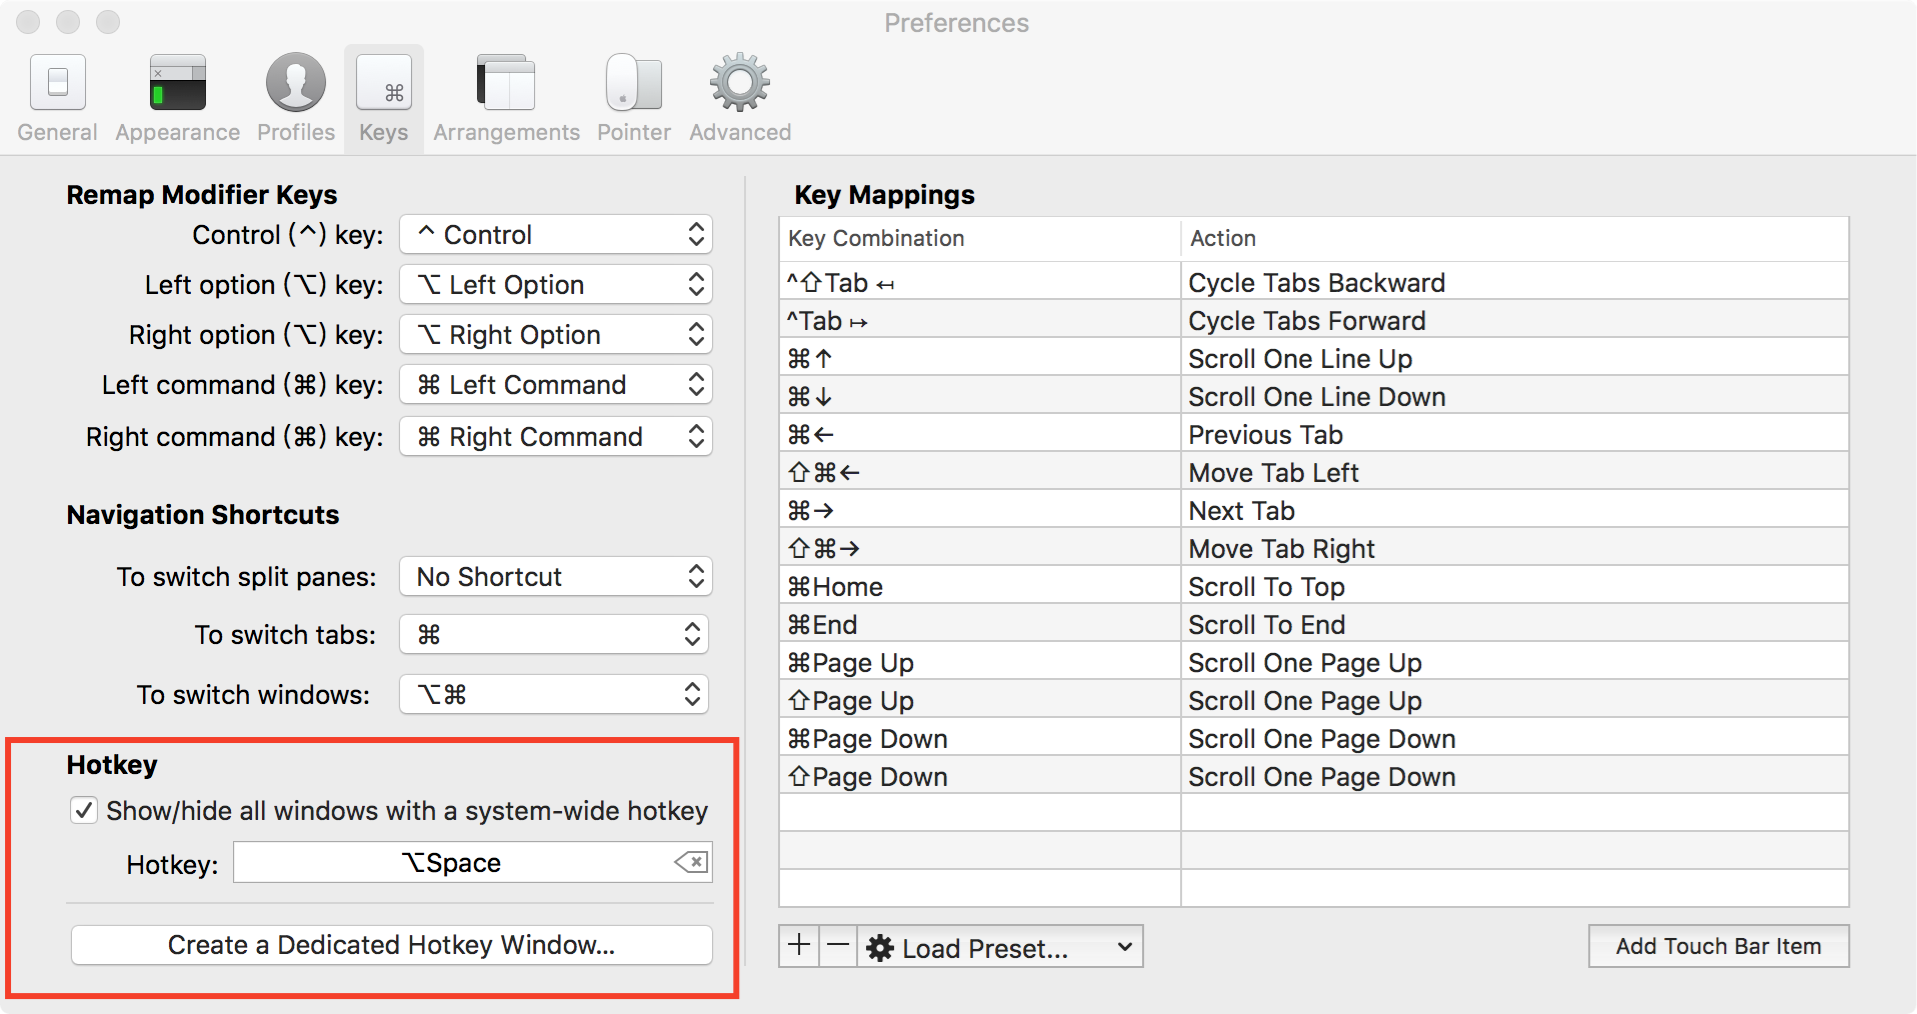 Preferences
General Appearance Profiles Keys Arrangements Pointer Advanced
Remap Modifier Keys
Control (^) key: ^ Control
Left option (⌥) key: ⌥ Left Option
Right option (⌥) key: ⌥ Right Option
Left command (⌘) key: ⌘ Left Command
Right command (⌘) key: ⌘ Right Command
Navigation Shortcuts
To switch split panes: No Shortcut
To switch tabs: ⌘
To switch windows: ⌥⌘
Hotkey
Show/hide all windows with a system-wide hotkey
Hotkey: ⌥Space
Create a Dedicated Hotkey Window...
Key Mappings
Key Combination Action
^⇧Tab ↤ Cycle Tabs Backward
^Tab ↦ Cycle Tabs Forward
⌘↑ Scroll One Line Up
⌘↓ Scroll One Line Down
⌘← Previous Tab
⇧⌘← Move Tab Left
⌘→ Next Tab
⇧⌘→ Move Tab Right
⌘Home Scroll To Top
⌘End Scroll To End
⌘Page Up Scroll One Page Up
⇧Page Up Scroll One Page Up
⌘Page Down Scroll One Page Down
⇧Page Down Scroll One Page Down
+ − Load Preset... Add Touch Bar Item